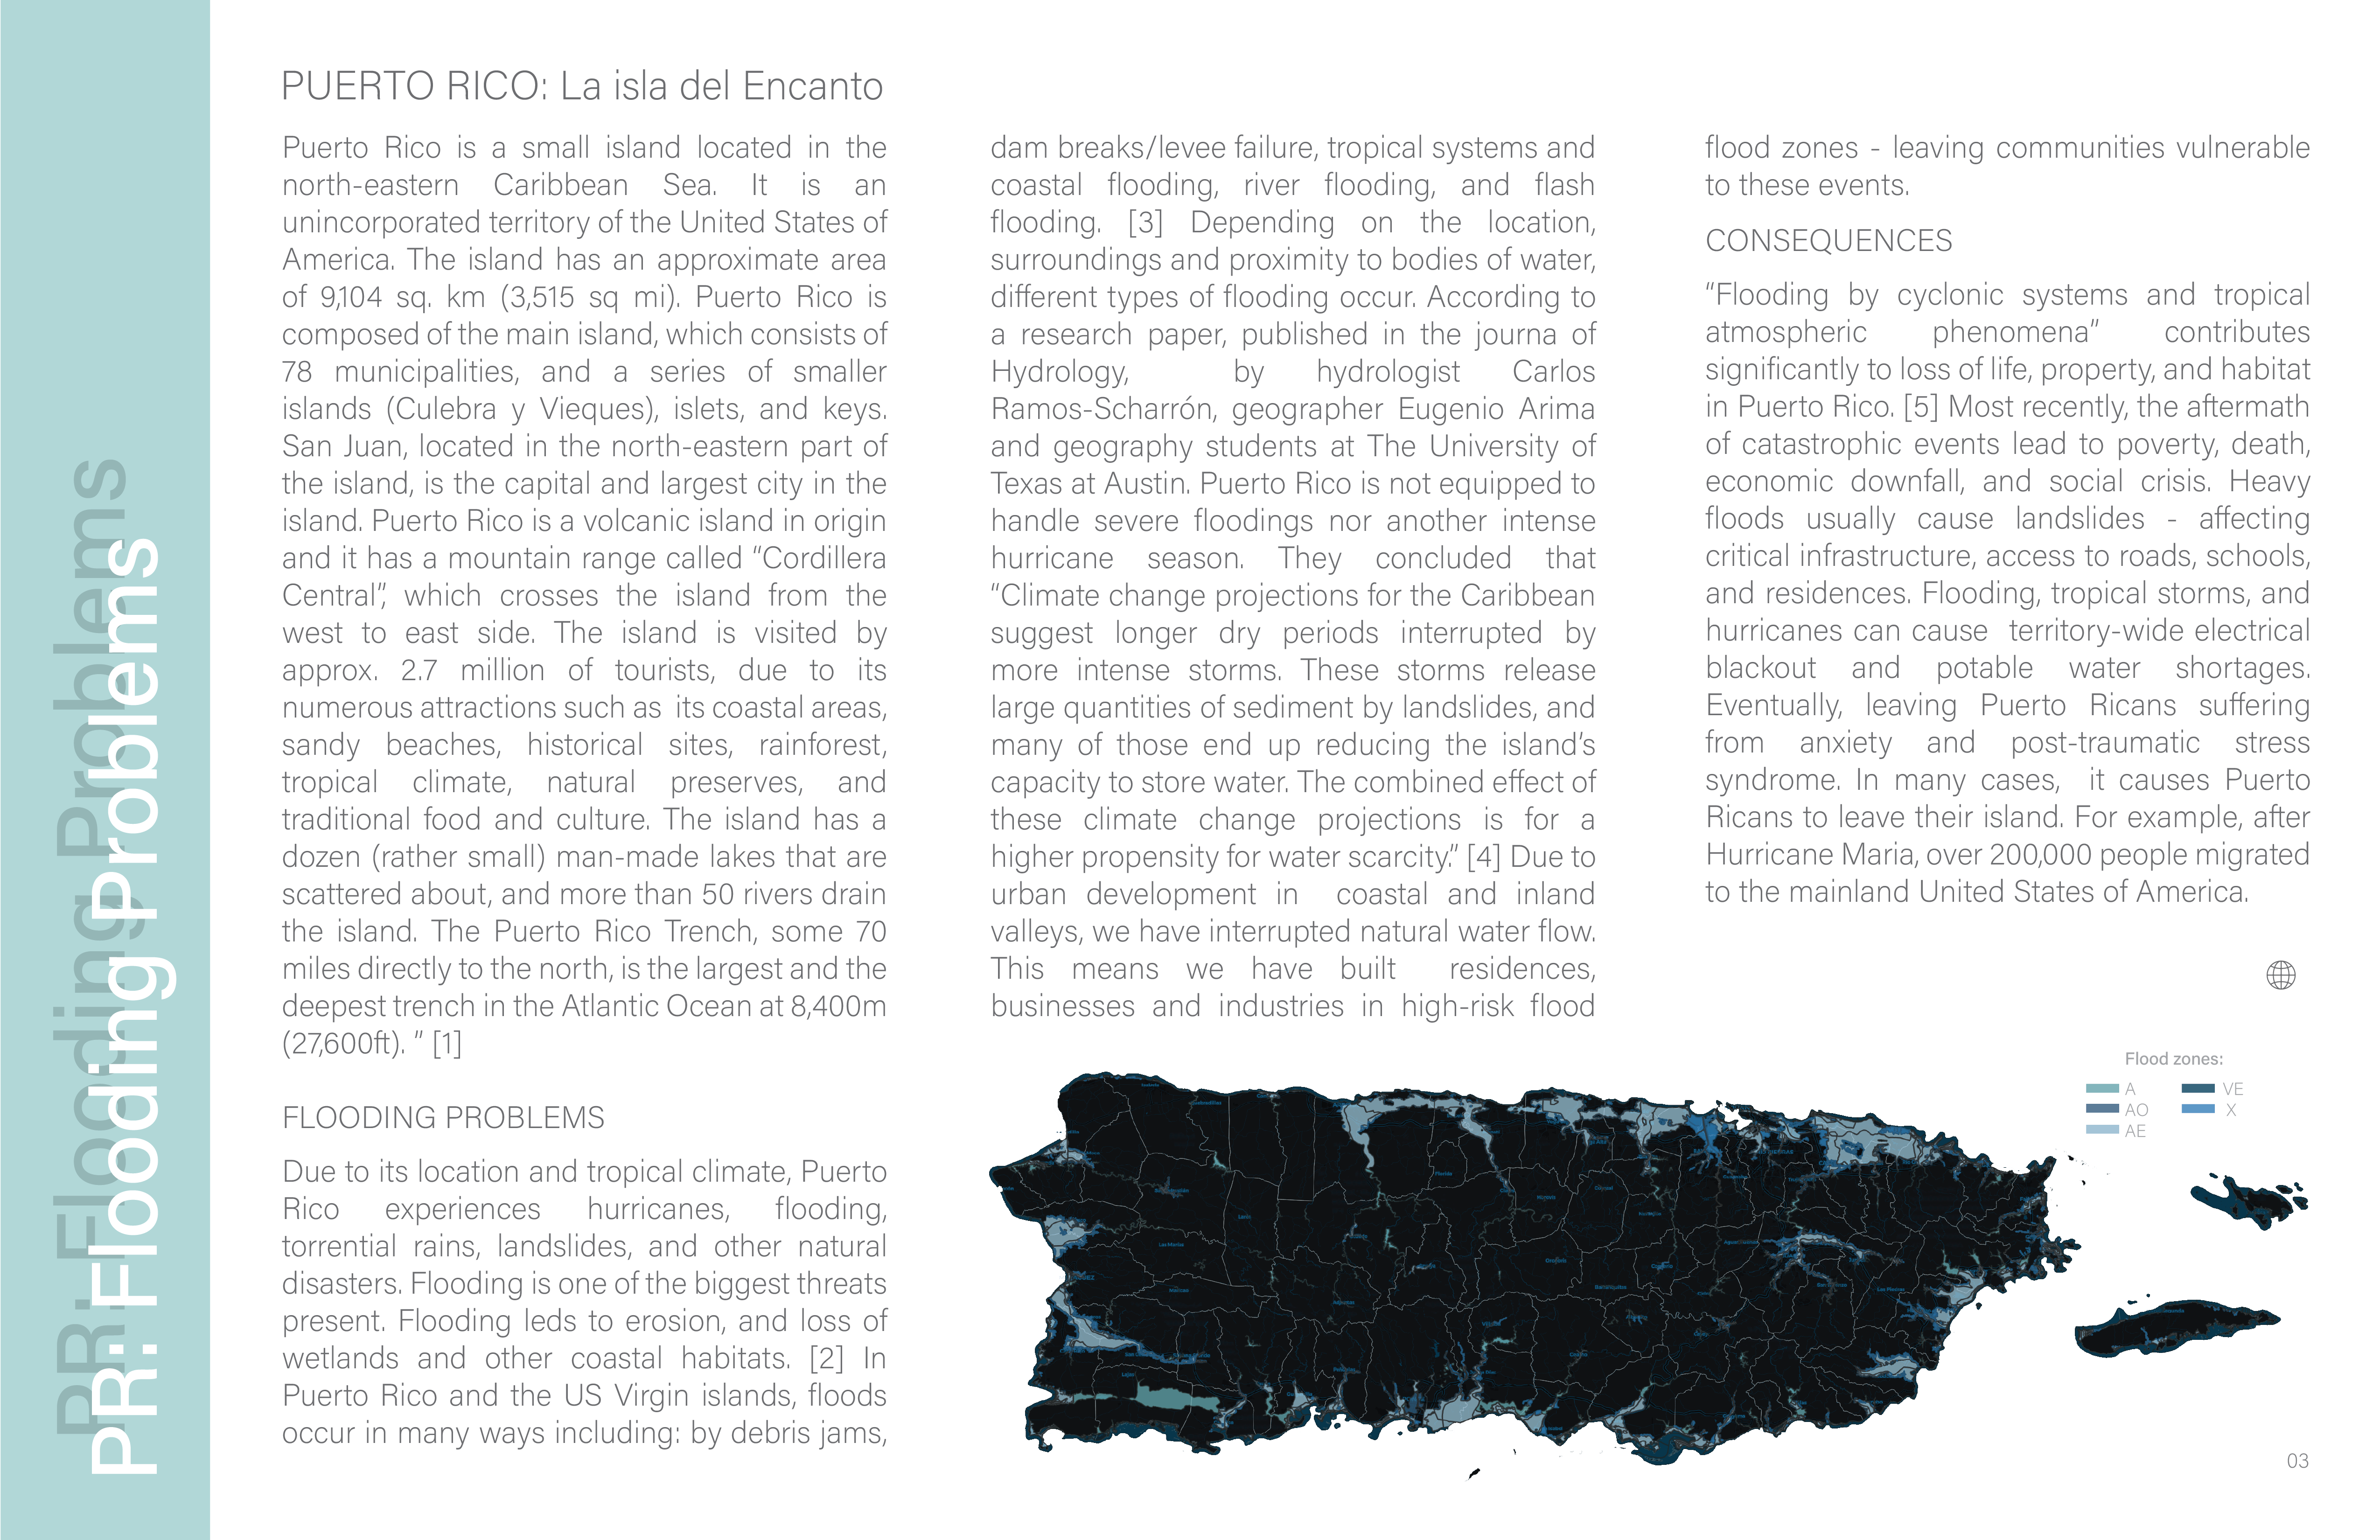 PR: Flooding Problems
PR: Flooding Problems
PUERTO RICO: La isla del Encanto
Puerto Rico is a small island located in the
north-eastern Caribbean Sea. It is an
unincorporated territory of the United States of
America. The island has an approximate area
of 9,104 sq. km (3,515 sq mi). Puerto Rico is
composed of the main island, which consists of
78 municipalities, and a series of smaller
islands (Culebra y Vieques), islets, and keys.
San Juan, located in the north-eastern part of
the island, is the capital and largest city in the
island. Puerto Rico is a volcanic island in origin
and it has a mountain range called “Cordillera
Central”, which crosses the island from the
west to east side. The island is visited by
approx. 2.7 million of tourists, due to its
numerous attractions such as its coastal areas,
sandy beaches, historical sites, rainforest,
tropical climate, natural preserves, and
traditional food and culture. The island has a
dozen (rather small) man-made lakes that are
scattered about, and more than 50 rivers drain
the island. The Puerto Rico Trench, some 70
miles directly to the north, is the largest and the
deepest trench in the Atlantic Ocean at 8,400m
(27,600ft). ” [1]
FLOODING PROBLEMS
Due to its location and tropical climate, Puerto
Rico experiences hurricanes, flooding,
torrential rains, landslides, and other natural
disasters. Flooding is one of the biggest threats
present. Flooding leds to erosion, and loss of
wetlands and other coastal habitats. [2] In
Puerto Rico and the US Virgin islands, floods
occur in many ways including: by debris jams,
dam breaks/levee failure, tropical systems and
coastal flooding, river flooding, and flash
flooding. [3] Depending on the location,
surroundings and proximity to bodies of water,
different types of flooding occur. According to
a research paper, published in the journa of
Hydrology, by hydrologist Carlos
Ramos-Scharrón, geographer Eugenio Arima
and geography students at The University of
Texas at Austin. Puerto Rico is not equipped to
handle severe floodings nor another intense
hurricane season. They concluded that
“Climate change projections for the Caribbean
suggest longer dry periods interrupted by
more intense storms. These storms release
large quantities of sediment by landslides, and
many of those end up reducing the island’s
capacity to store water. The combined effect of
these climate change projections is for a
higher propensity for water scarcity.” [4] Due to
urban development in coastal and inland
valleys, we have interrupted natural water flow.
This means we have built residences,
businesses and industries in high-risk flood
flood zones - leaving communities vulnerable
to these events.
CONSEQUENCES
“Flooding by cyclonic systems and tropical
atmospheric phenomena” contributes
significantly to loss of life, property, and habitat
in Puerto Rico. [5] Most recently, the aftermath
of catastrophic events lead to poverty, death,
economic downfall, and social crisis. Heavy
floods usually cause landslides - affecting
critical infrastructure, access to roads, schools,
and residences. Flooding, tropical storms, and
hurricanes can cause territory-wide electrical
blackout and potable water shortages.
Eventually, leaving Puerto Ricans suffering
from anxiety and post-traumatic stress
syndrome. In many cases, it causes Puerto
Ricans to leave their island. For example, after
Hurricane Maria, over 200,000 people migrated
to the mainland United States of America.
Flood zones:
A VE
AO X
AE
03